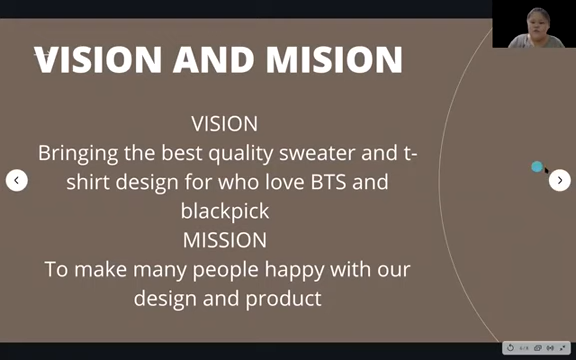 VISION AND MISION
VISION
Bringing the best quality sweater and t-
shirt design for who love BTS and
blackpick
MISSION
To make many people happy with our
design and product